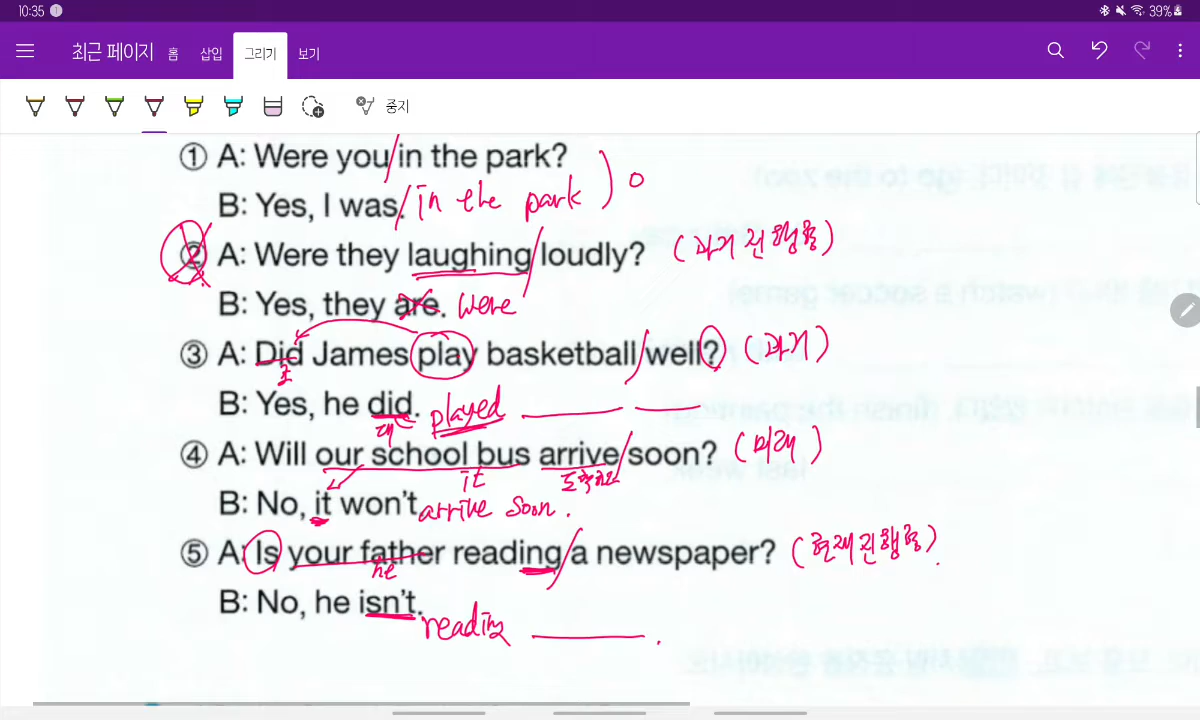 10:35
39%
최근 페이지 홈 삽입 그리기 보기
중지
① A: Were you/in the park?
B: Yes, I was./in the park) o
② A: Were they laughing/loudly? (과거진행형)
B: Yes, they are. were
③ A: Did James play basketball/well? (과거)
조
B: Yes, he did. played
대
④ A: Will our school bus arrive/soon? (미래)
it 도착하다
B: No, it won't arrive soon.
⑤ A: Is your father reading/a newspaper? (현재진행형)
he
B: No, he isn't.
reading .